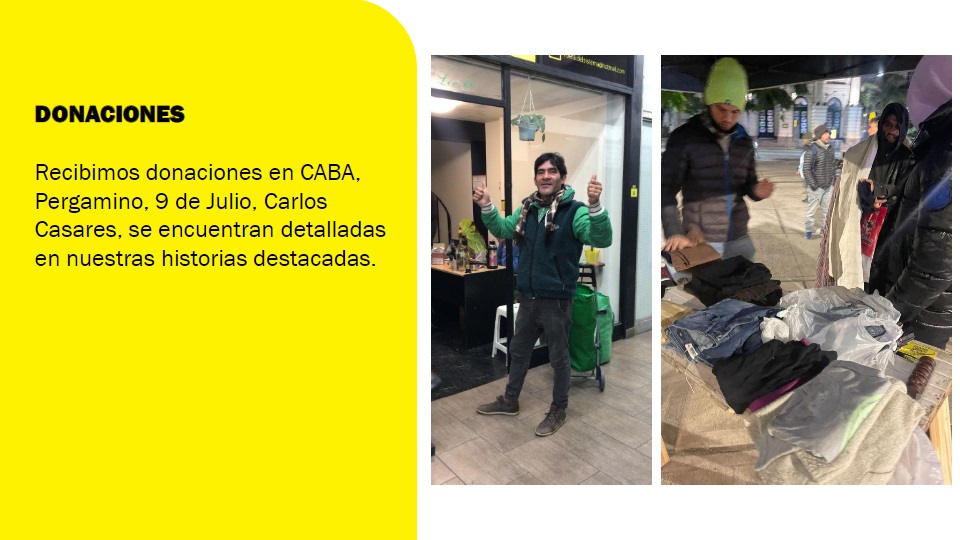 DONACIONES
Recibimos donaciones en CABA,
Pergamino, 9 de Julio, Carlos
Casares, se encuentran detalladas
en nuestras historias destacadas.